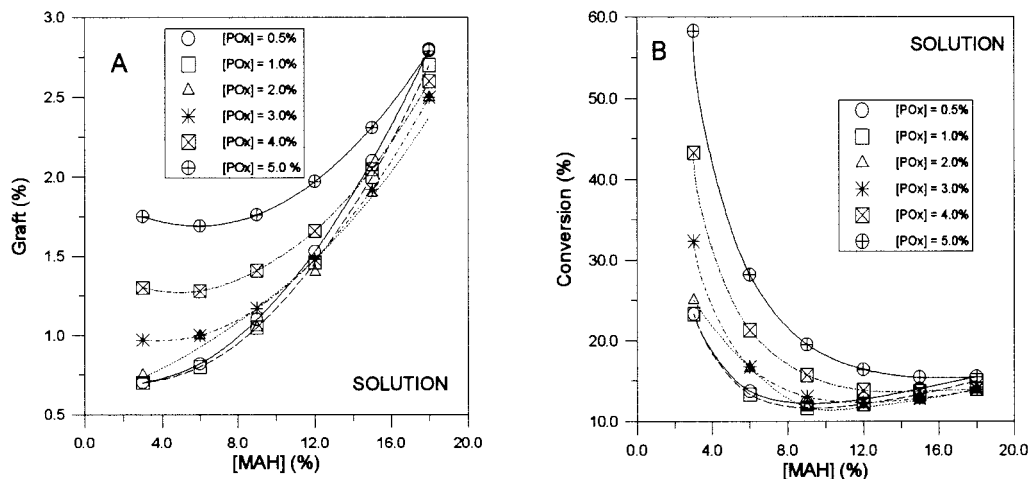 A
[POx] = 0.5%
[POx] = 1.0%
[POx] = 2.0%
[POx] = 3.0%
[POx] = 4.0%
[POx] = 5.0 %
SOLUTION
Graft (%)
3.0
2.5
2.0
1.5
1.0
0.5
0.0
4.0
8.0
12.0
16.0
20.0
[MAH] (%)
B
SOLUTION
[POx] = 0.5%
[POx] = 1.0%
[POx] = 2.0%
[POx] = 3.0%
[POx] = 4.0%
[POx] = 5.0%
Conversion (%)
60.0
50.0
40.0
30.0
20.0
10.0
0.0
4.0
8.0
12.0
16.0
20.0
[MAH] (%)